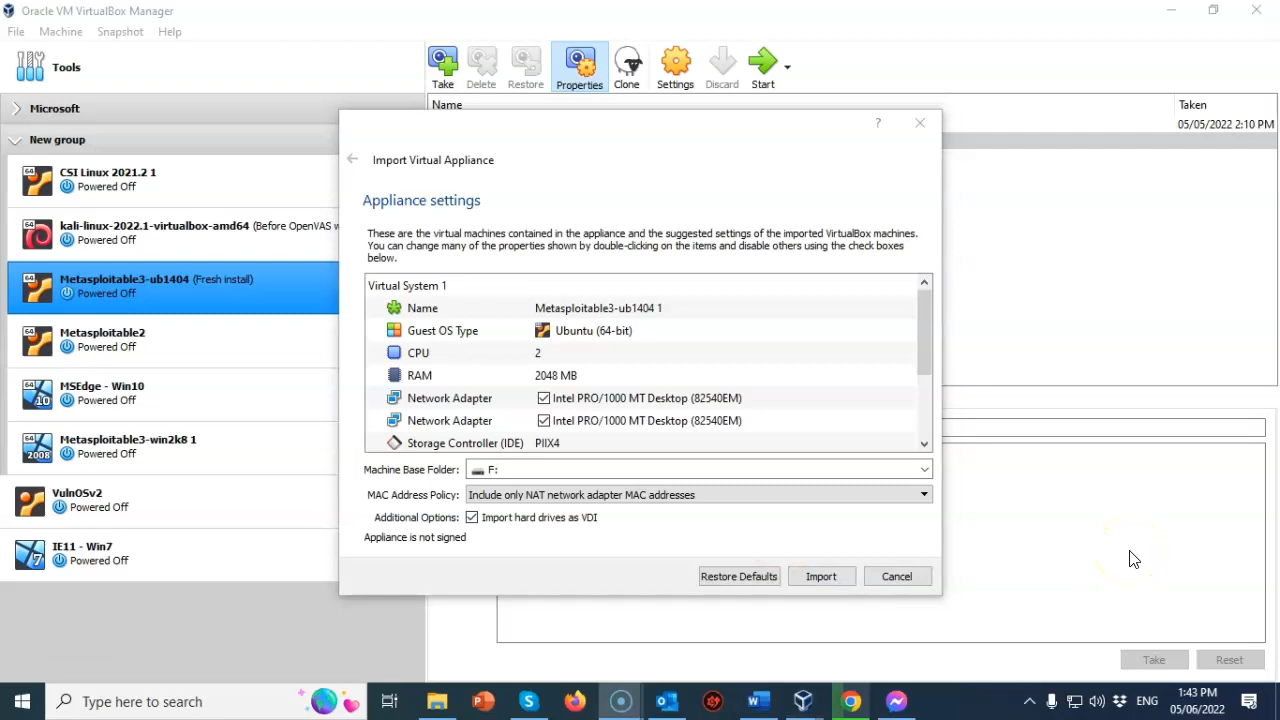 Oracle VM VirtualBox Manager
File Machine Snapshot Help
Tools
Take Delete Restore Properties Clone Settings Discard Start
Microsoft
New group
64 CSI Linux 2021.2 1
Powered Off
64 kali-linux-2022.1-virtualbox-amd64 (Before OpenVAS w
Powered Off
64 Metasploitable3-ub1404 (Fresh install)
Powered Off
64 Metasploitable2
Powered Off
64 10 MSEdge - Win10
Powered Off
64 2008 Metasploitable3-win2k8 1
Powered Off
VulnOSv2
Powered Off
7 IE11 - Win7
Powered Off
Name Taken
05/05/2022 2:10 PM
?
Import Virtual Appliance
Appliance settings
These are the virtual machines contained in the appliance and the suggested settings of the imported VirtualBox machines.
You can change many of the properties shown by double-clicking on the items and disable others using the check boxes
below.
Virtual System 1
Name Metasploitable3-ub1404 1
Guest OS Type Ubuntu (64-bit)
CPU 2
RAM 2048 MB
Network Adapter Intel PRO/1000 MT Desktop (82540EM)
Network Adapter Intel PRO/1000 MT Desktop (82540EM)
Storage Controller (IDE) PIIX4
Machine Base Folder: F:
MAC Address Policy: Include only NAT network adapter MAC addresses
Additional Options: Import hard drives as VDI
Appliance is not signed
Restore Defaults Import Cancel
Take Reset
Type here to search
ENG
1:43 PM
05/06/2022